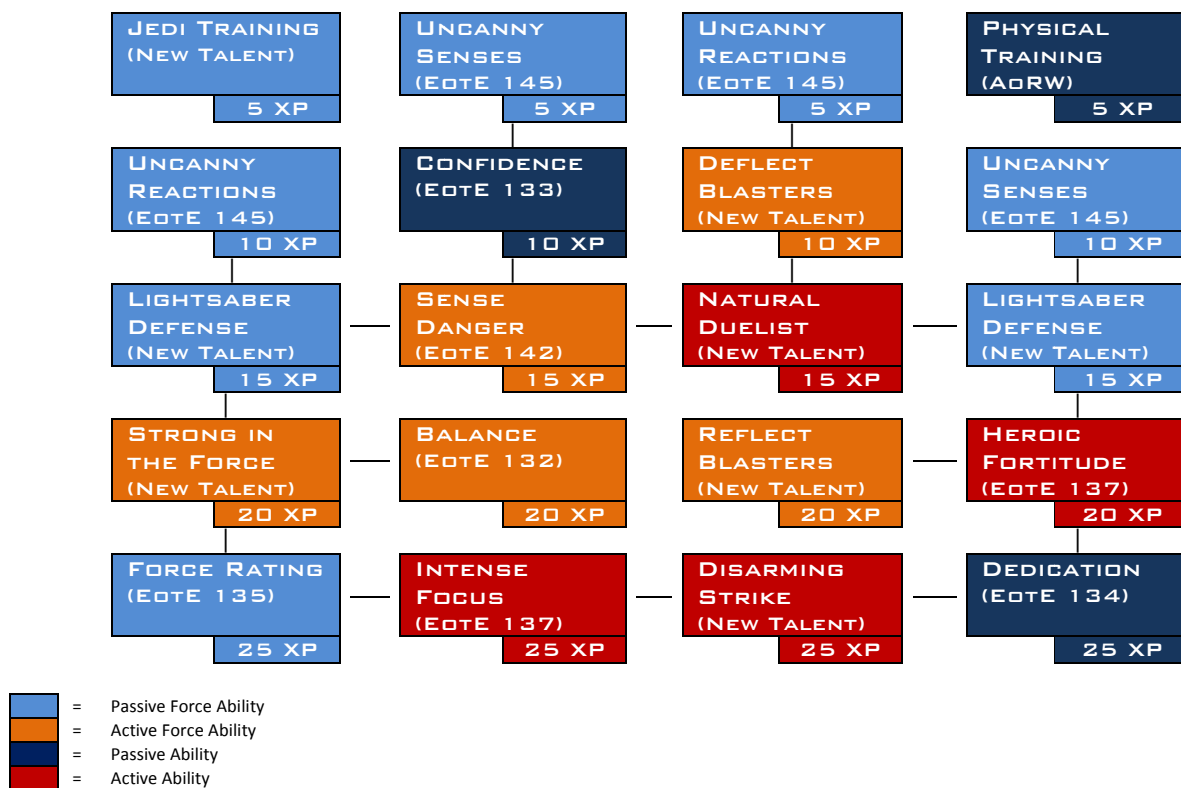 Jedi Training
(New Talent)
5 XP
Uncanny
Senses
(EotE 145)
5 XP
Uncanny
Reactions
(EotE 145)
5 XP
Physical
Training
(AoRW)
5 XP
Uncanny
Reactions
(EotE 145)
10 XP
Confidence
(EotE 133)
10 XP
Deflect
Blasters
(New Talent)
10 XP
Uncanny
Senses
(EotE 145)
10 XP
Lightsaber
Defense
(New Talent)
15 XP
Sense
Danger
(EotE 142)
15 XP
Natural
Duelist
(New Talent)
15 XP
Lightsaber
Defense
(New Talent)
15 XP
Strong in
the Force
(New Talent)
20 XP
Balance
(EotE 132)
20 XP
Reflect
Blasters
(New Talent)
20 XP
Heroic
Fortitude
(EotE 137)
20 XP
Force Rating
(EotE 135)
25 XP
Intense
Focus
(EotE 137)
25 XP
Disarming
Strike
(New Talent)
25 XP
Dedication
(EotE 134)
25 XP
= Passive Force Ability
= Active Force Ability
= Passive Ability
= Active Ability